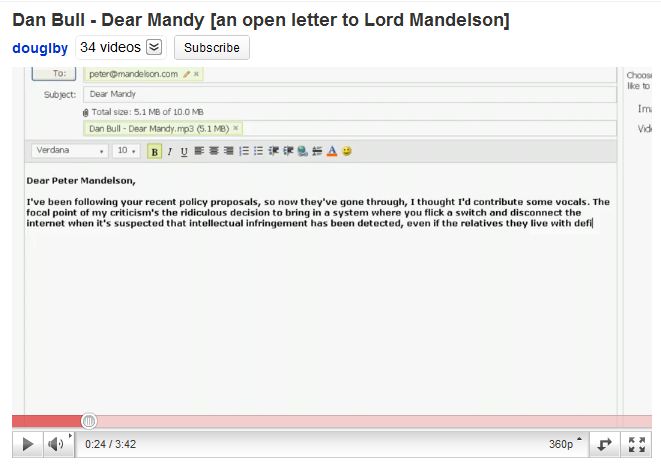 Dan Bull - Dear Mandy [an open letter to Lord Mandelson]
douglby 34 videos Subscribe
To: peter@mandelson.com
Subject: Dear Mandy
Total size: 5.1 MB of 10.0 MB
Dan Bull - Dear Mandy.mp3 (5.1 MB) ×
Verdana 10 B I U A
Dear Peter Mandelson,
I've been following your recent policy proposals, so now they've gone through, I thought I'd contribute some vocals. The
focal point of my criticism's the ridiculous decision to bring in a system where you flick a switch and disconnect the
internet when it's suspected that intellectual infringement has been detected, even if the relatives they live with defi
like to
0:24 / 3:42 360p